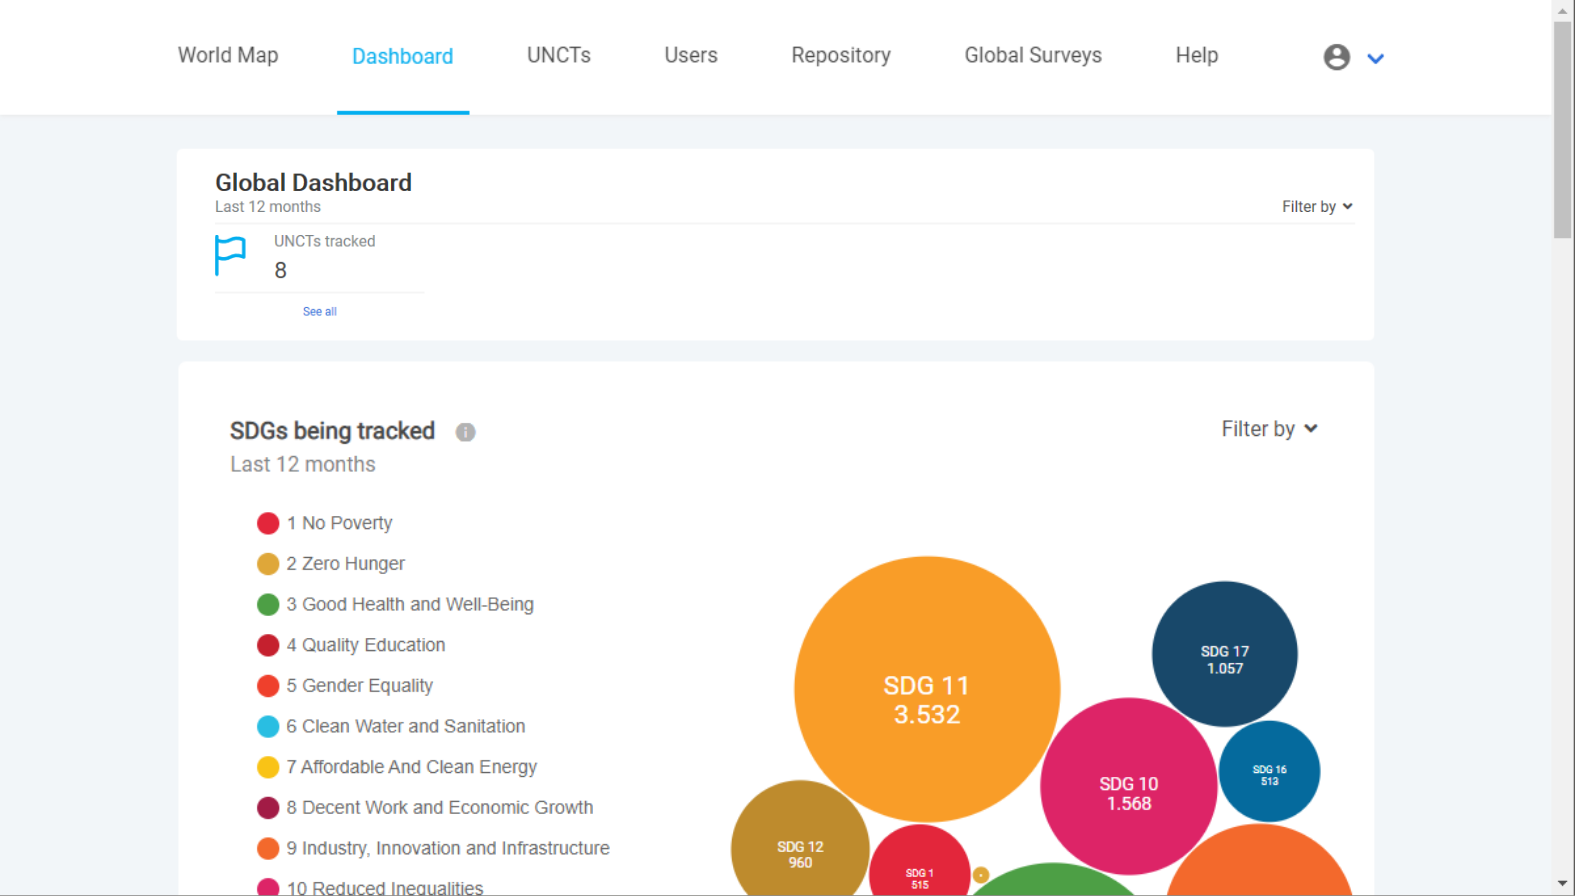 World Map Dashboard UNCTs Users Repository Global Surveys Help
Global Dashboard
Last 12 months
Filter by
UNCTs tracked
8
See all
SDGs being tracked
Filter by
Last 12 months
1 No Poverty
2 Zero Hunger
3 Good Health and Well-Being
4 Quality Education
5 Gender Equality
6 Clean Water and Sanitation
7 Affordable And Clean Energy
8 Decent Work and Economic Growth
9 Industry, Innovation and Infrastructure
10 Reduced Inequalities
SDG 11
3.532
SDG 17
1.057
SDG 16
513
SDG 10
1.568
SDG 12
960
SDG 1
515